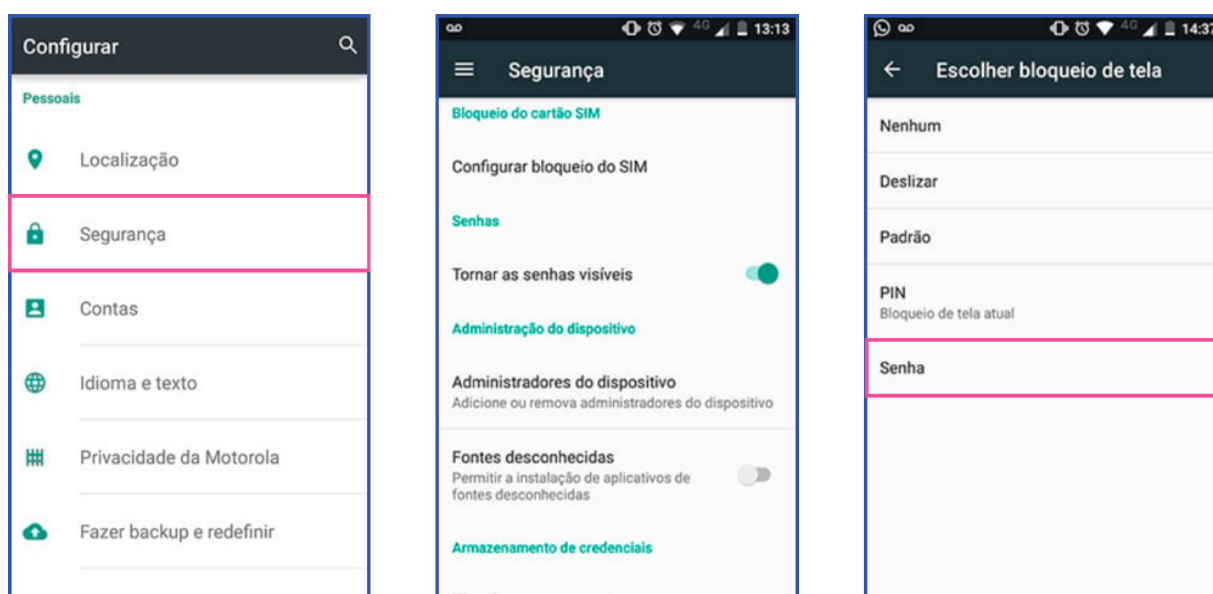 Configurar
Pessoais
Localização
Segurança
Contas
Idioma e texto
Privacidade da Motorola
Fazer backup e redefinir
4G 13:13
Segurança
Bloqueio do cartão SIM
Configurar bloqueio do SIM
Senhas
Tornar as senhas visíveis
Administração do dispositivo
Administradores do dispositivo
Adicione ou remova administradores do dispositivo
Fontes desconhecidas
Permitir a instalação de aplicativos de
fontes desconhecidas
Armazenamento de credenciais
4G 14:37
Escolher bloqueio de tela
Nenhum
Deslizar
Padrão
PIN
Bloqueio de tela atual
Senha